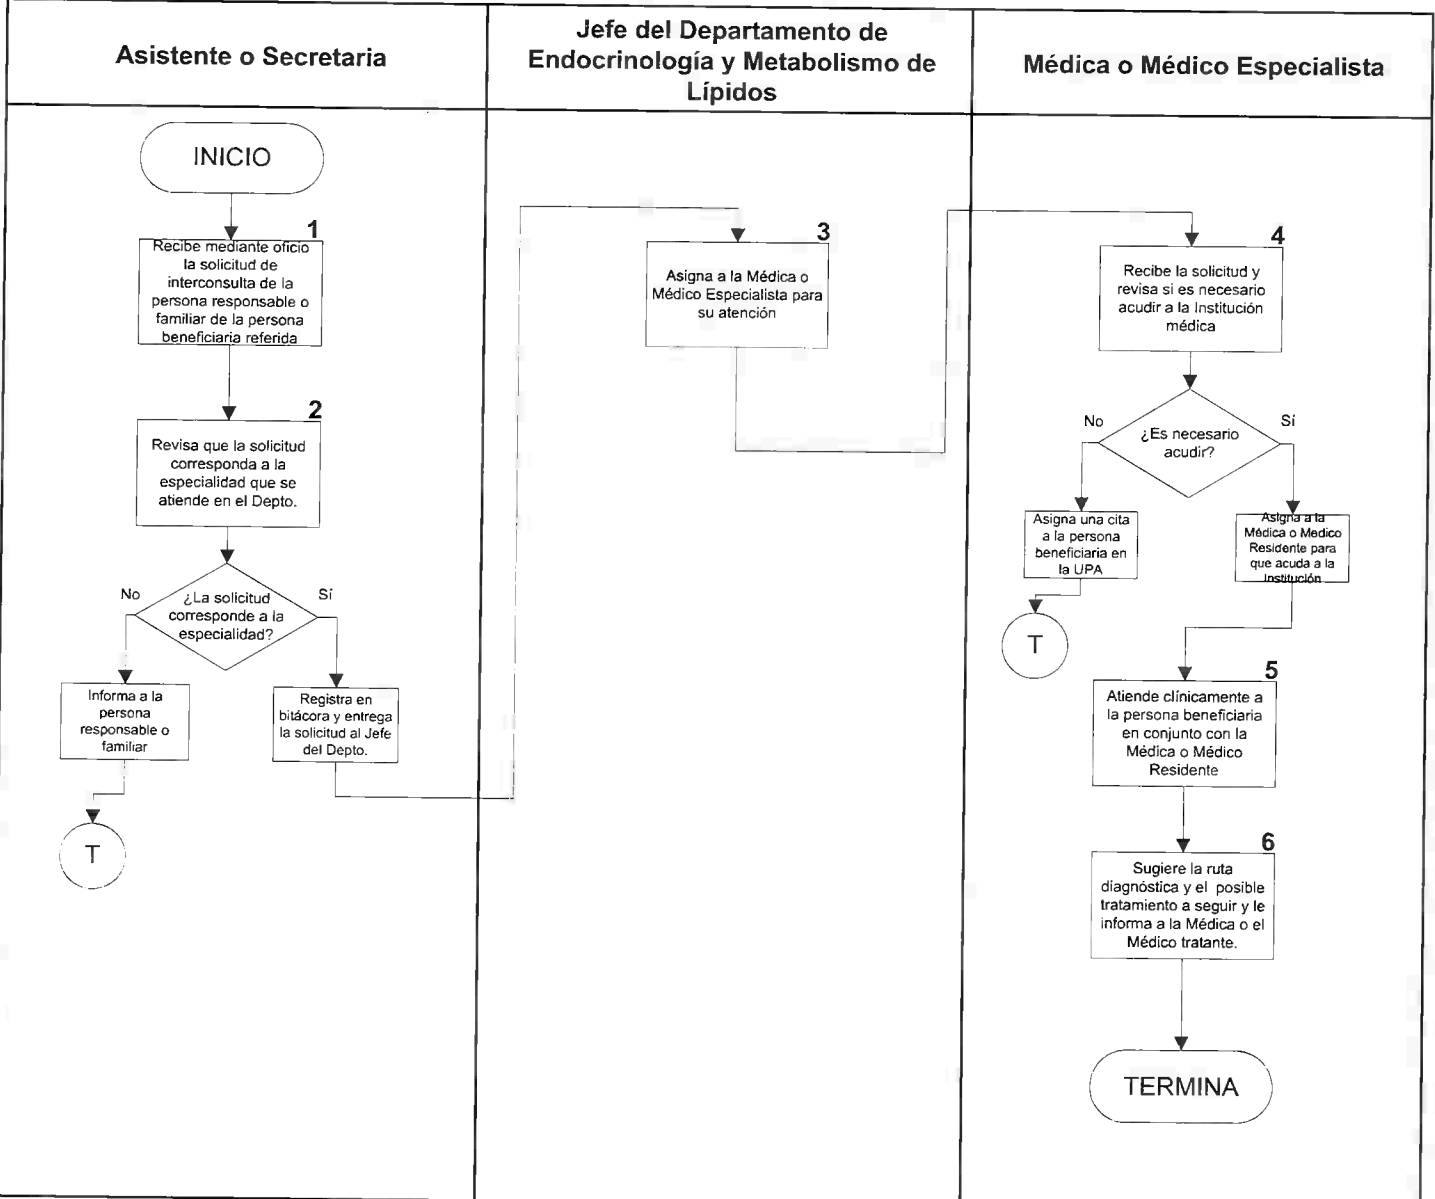 Asistente o Secretaria
Jefe del Departamento de
Endocrinología y Metabolismo de
Lípidos
Médica o Médico Especialista
INICIO
1
Recibe mediante oficio
la solicitud de
interconsulta de la
persona responsable o
familiar de la persona
beneficiaria referida
2
Revisa que la solicitud
corresponda a la
especialidad que se
atiende en el Depto.
¿La solicitud
corresponde a la
especialidad?
No
Sí
Informa a la
persona
responsable o
familiar
T
Registra en
bitácora y entrega
la solicitud al Jefe
del Depto.
3
Asigna a la Médica o
Médico Especialista para
su atención
4
Recibe la solicitud y
revisa si es necesario
acudir a la Institución
médica
¿Es necesario
acudir?
No
Sí
Asigna una cita
a la persona
beneficiaria en
la UPA
T
Asigna a la
Médica o Medico
Residente para
que acuda a la
Institución
5
Atiende clínicamente a
la persona beneficiaria
en conjunto con la
Médica o Médico
Residente
6
Sugiere la ruta
diagnóstica y el posible
tratamiento a seguir y le
informa a la Médica o el
Médico tratante.
TERMINA